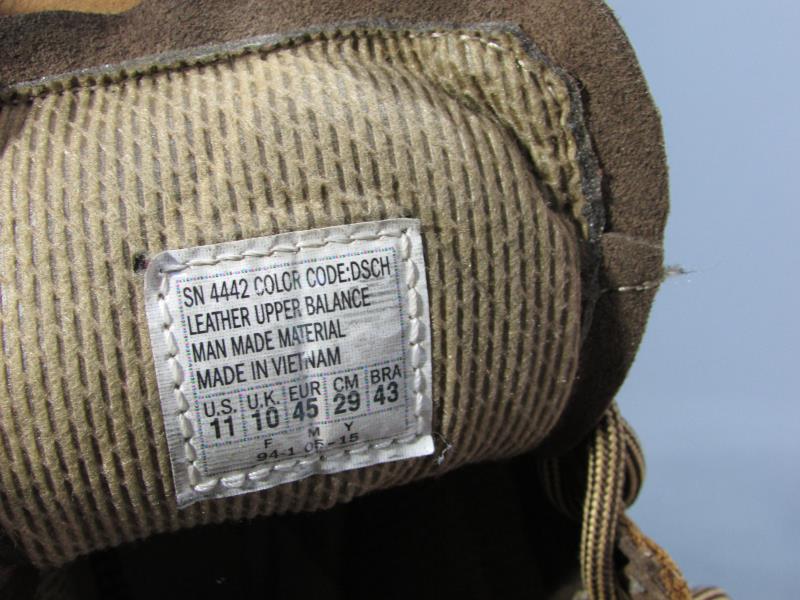 SN 4442 COLOR CODE:DSCH
LEATHER UPPER BALANCE
MAN MADE MATERIAL
MADE IN VIETNAM
U.S. U.K. EUR CM BRA
11 10 45 29 43
F M Y
94-1 05-15